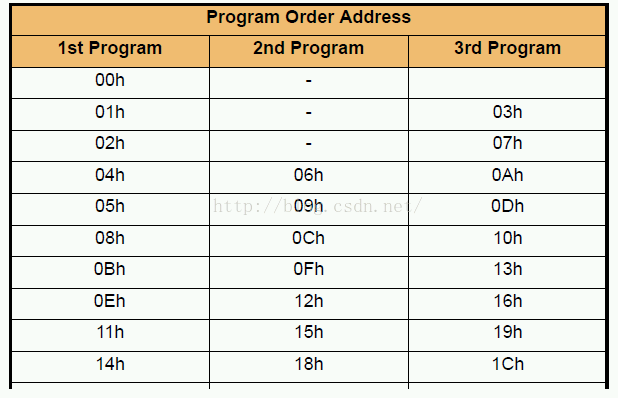 Program Order Address
1st Program 2nd Program 3rd Program
00h -
01h - 03h
02h - 07h
04h 06h 0Ah
05h 09h 0Dh
http://blog.csdn.net/
08h 0Ch 10h
0Bh 0Fh 13h
0Eh 12h 16h
11h 15h 19h
14h 18h 1Ch